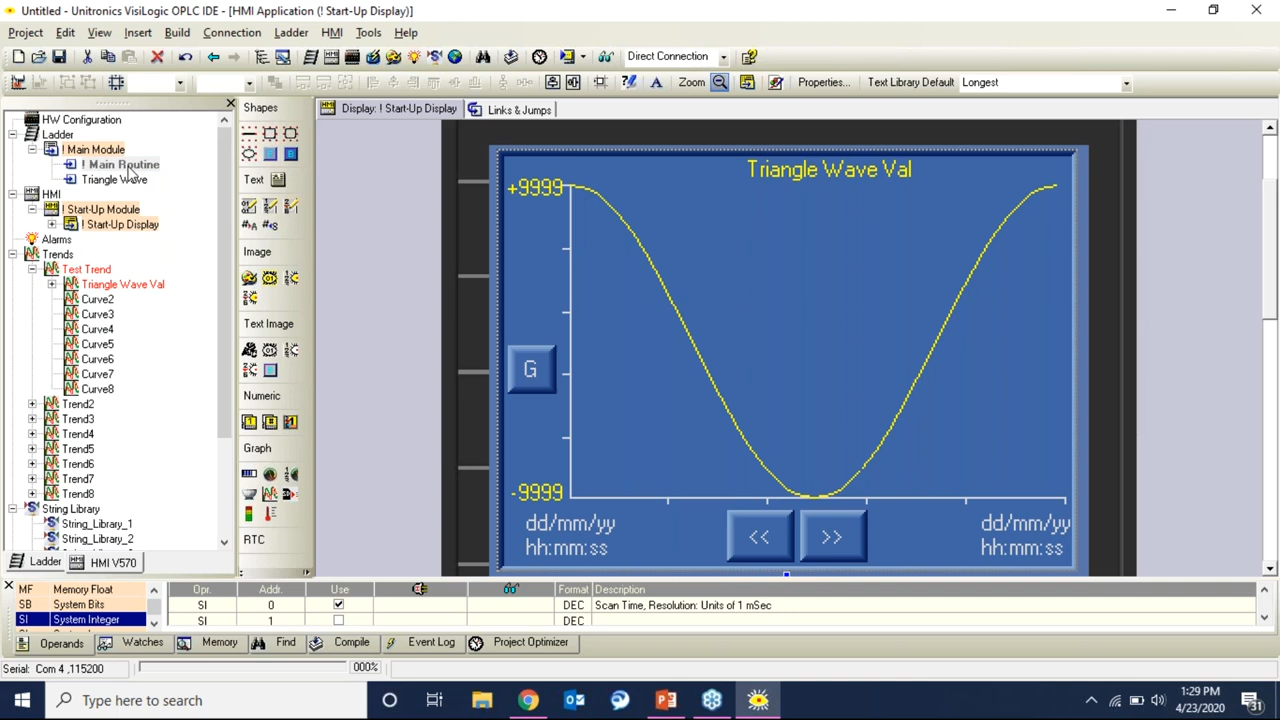 Untitled - Unitronics VisiLogic OPLC IDE - [HMI Application (! Start-Up Display)]
Project Edit View Insert Build Connection Ladder HMI Tools Help
Direct Connection
Zoom Properties... Text Library Default Longest
HW Configuration
Ladder
! Main Module
! Main Routine
Triangle Wave
HMI
! Start-Up Module
! Start-Up Display
Alarms
Trends
Test Trend
Triangle Wave Val
Curve2
Curve3
Curve4
Curve5
Curve6
Curve7
Curve8
Trend2
Trend3
Trend4
Trend5
Trend6
Trend7
Trend8
String Library
String_Library_1
String_Library_2
Ladder HMI V570
Shapes
Text
Image
Text Image
Numeric
Graph
RTC
Display: ! Start-Up Display Links & Jumps
Triangle Wave Val
+9999
G
-9999
dd/mm/yy
hh:mm:ss
<< >>
dd/mm/yy
hh:mm:ss
MF Memory Float
SB System Bits
SI System Integer
Opr. Addr. Use Format Description
SI 0 DEC Scan Time, Resolution: Units of 1 mSec
SI 1 DEC
Operands Watches Memory Find Compile Event Log Project Optimizer
Serial: Com 4 ,115200 000%
Type here to search
1:29 PM
4/23/2020
31